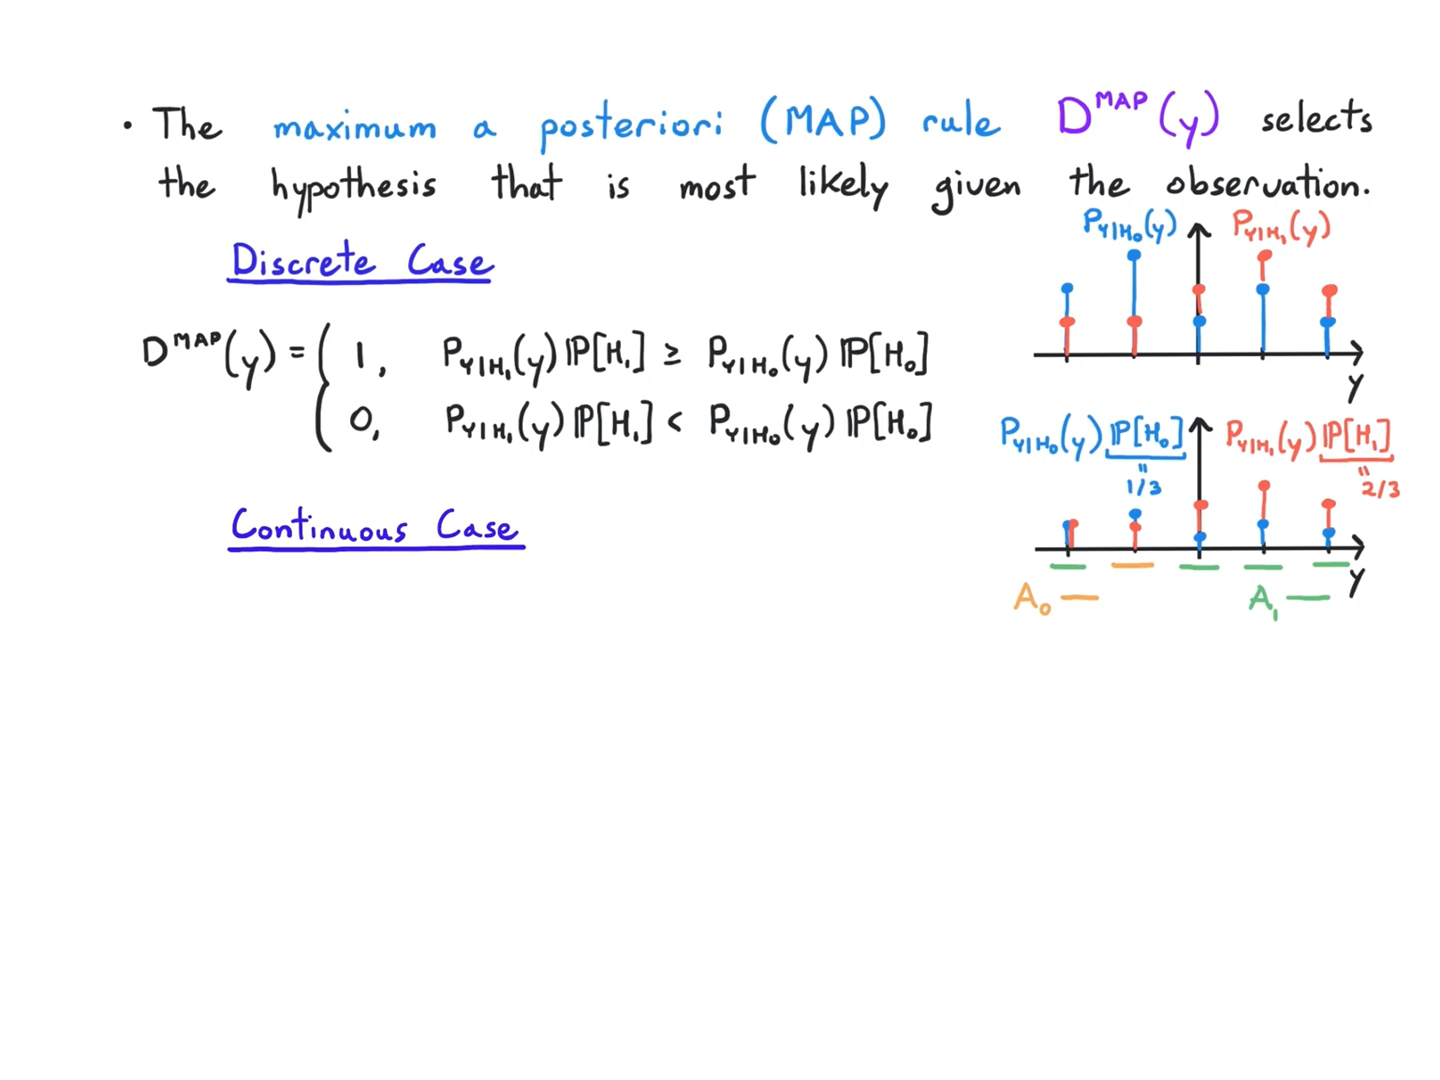 • The maximum a posteriori (MAP) rule D^MAP(y) selects
the hypothesis that is most likely given the observation.
Discrete Case
D^MAP(y) = { 1, P_Y|H₁(y) ℙ[H₁] ≥ P_Y|H₀(y) ℙ[H₀]
0, P_Y|H₁(y) ℙ[H₁] < P_Y|H₀(y) ℙ[H₀]
Continuous Case
P_Y|H₀(y) P_Y|H₁(y)
y
P_Y|H₀(y) ℙ[H₀] P_Y|H₁(y) ℙ[H₁]
" 1/3 " 2/3
y
A₀ A₁